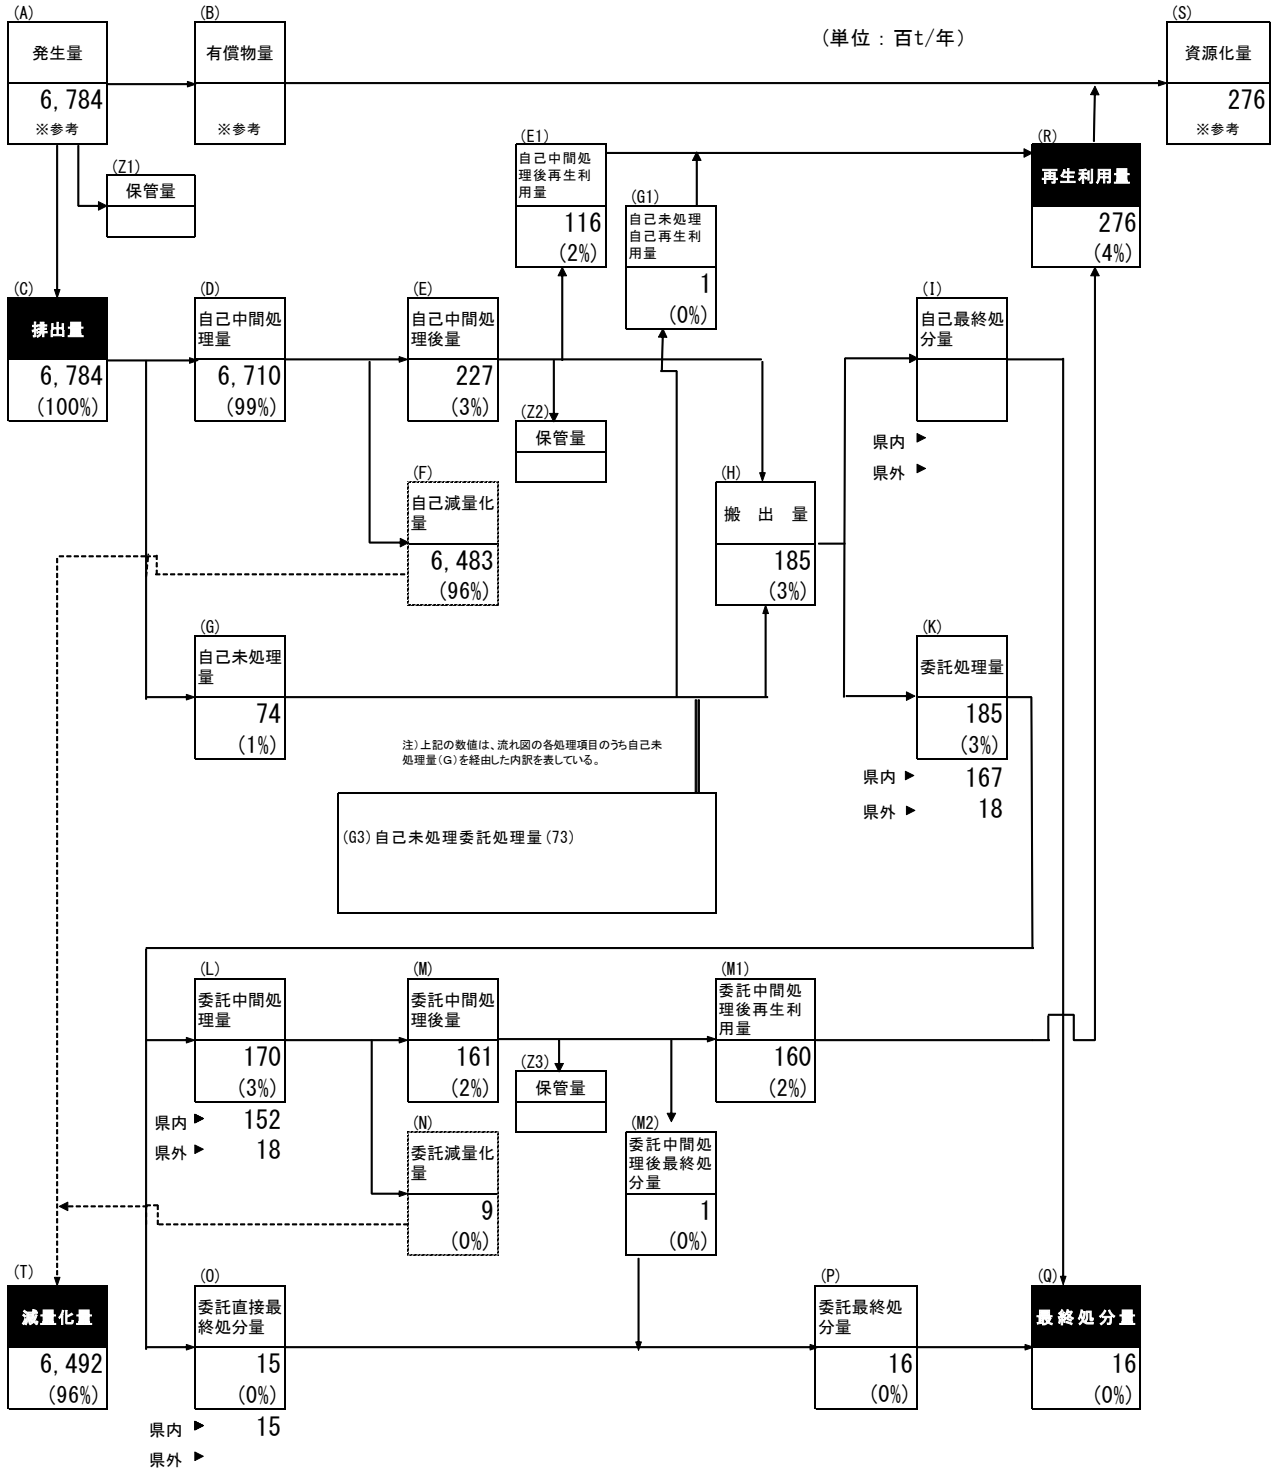 (A)
発生量
6,784
※参考
(B)
有償物量
※参考
(単位：百t/年)
(S)
資源化量
276
※参考
(Z1)
保管量
(E1)
自己中間処
理後再生利
用量
116
(2%)
(G1)
自己未処理
自己再生利
用量
1
(0%)
(R)
再生利用量
276
(4%)
(C)
排出量
6,784
(100%)
(D)
自己中間処
理量
6,710
(99%)
(E)
自己中間処
理後量
227
(3%)
(Z2)
保管量
(I)
自己最終処
分量
県内 ►
県外 ►
(F)
自己減量化
量
6,483
(96%)
(H)
搬 出 量
185
(3%)
(G)
自己未処理
量
74
(1%)
(K)
委託処理量
185
(3%)
県内 ► 167
県外 ► 18
注)上記の数値は、流れ図の各処理項目のうち自己未
処理量(G)を経由した内訳を表している。
(G3)自己未処理委託処理量(73)
(L)
委託中間処
理量
170
(3%)
県内 ► 152
県外 ► 18
(M)
委託中間処
理後量
161
(2%)
(Z3)
保管量
(M1)
委託中間処
理後再生利
用量
160
(2%)
(N)
委託減量化
量
9
(0%)
(M2)
委託中間処
理後最終処
分量
1
(0%)
(T)
減量化量
6,492
(96%)
(O)
委託直接最
終処分量
15
(0%)
県内 ► 15
県外 ►
(P)
委託最終処
分量
16
(0%)
(Q)
最終処分量
16
(0%)